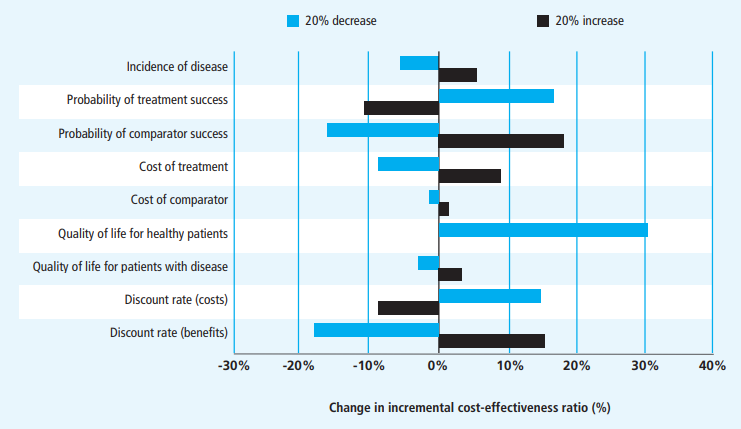 20% decrease
20% increase
Incidence of disease
Probability of treatment success
Probability of comparator success
Cost of treatment
Cost of comparator
Quality of life for healthy patients
Quality of life for patients with disease
Discount rate (costs)
Discount rate (benefits)
-30% -20% -10% 0% 10% 20% 30% 40%
Change in incremental cost-effectiveness ratio (%)